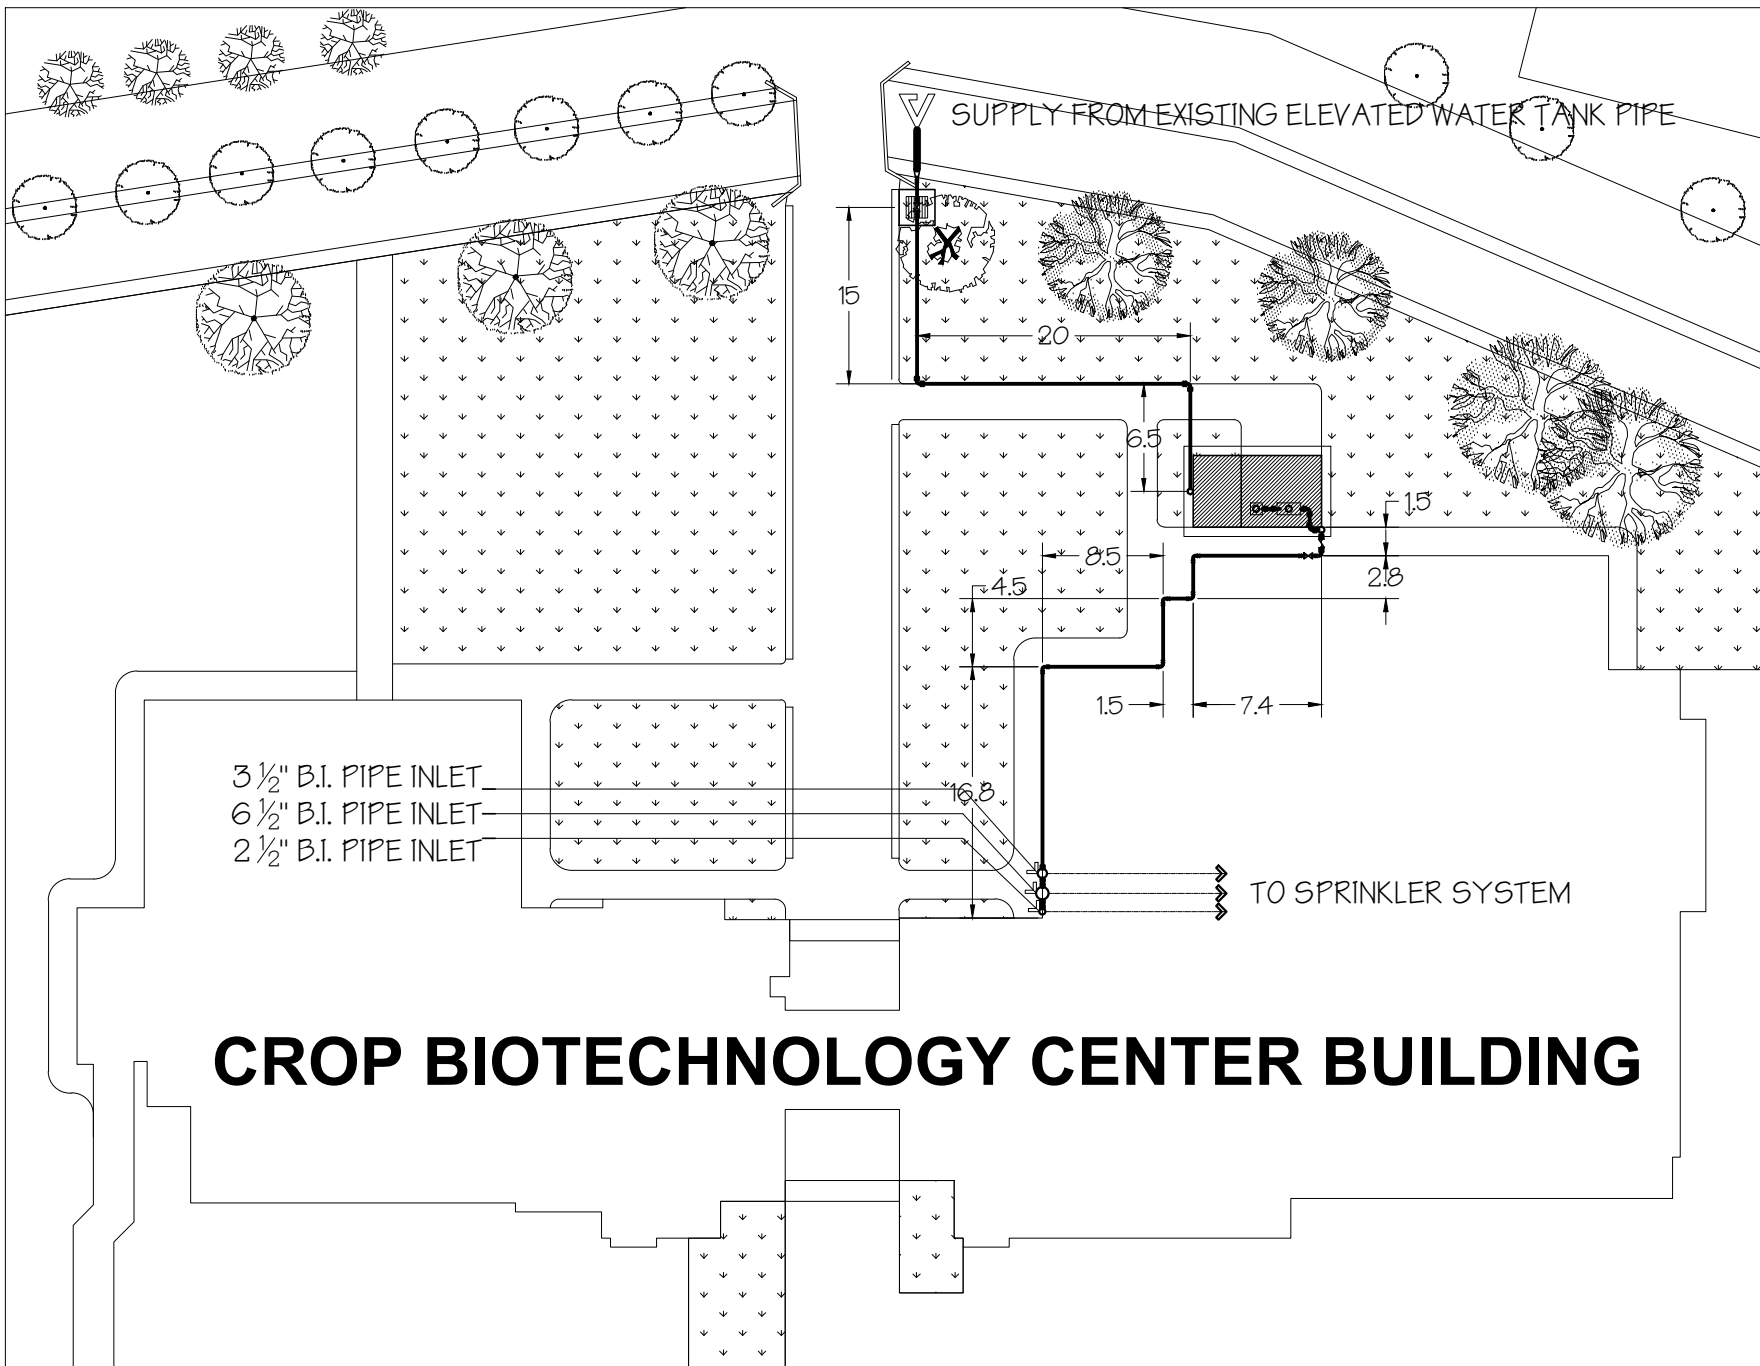 SUPPLY FROM EXISTING ELEVATED WATER TANK PIPE
15
20
6.5
1.5
8.5
2.8
4.5
1.5
7.4
3 ½" B.I. PIPE INLET
16.8
6 ½" B.I. PIPE INLET
2 ½" B.I. PIPE INLET
TO SPRINKLER SYSTEM
CROP BIOTECHNOLOGY CENTER BUILDING